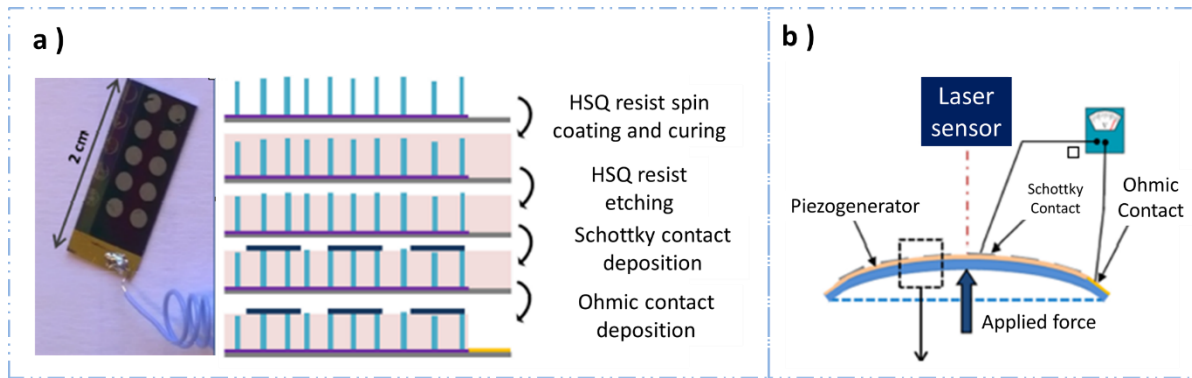 a )
2 cm
HSQ resist spin
coating and curing
HSQ resist
etching
Schottky contact
deposition
Ohmic contact
deposition
b )
Laser
sensor
Piezogenerator
Schottky
Contact
Ohmic
Contact
Applied force